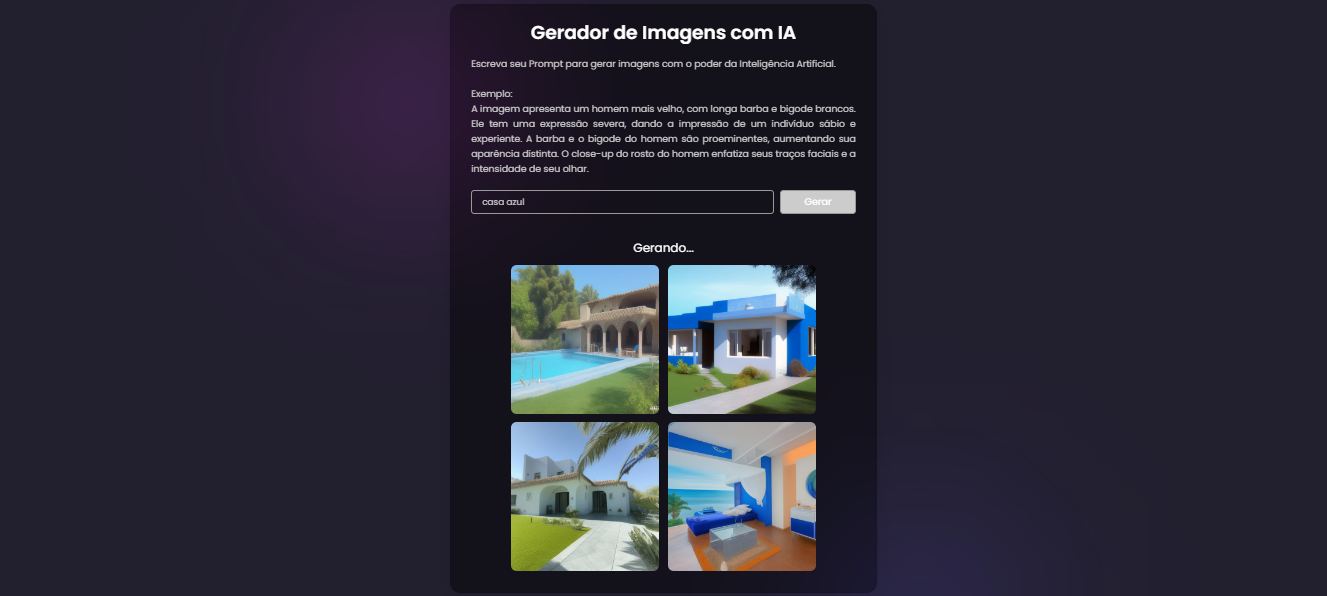 Gerador de Imagens com IA
Escreva seu Prompt para gerar imagens com o poder da Inteligência Artificial.
Exemplo:
A imagem apresenta um homem mais velho, com longa barba e bigode brancos.
Ele tem uma expressão severa, dando a impressão de um indivíduo sábio e
experiente. A barba e o bigode do homem são proeminentes, aumentando sua
aparência distinta. O close-up do rosto do homem enfatiza seus traços faciais e a
intensidade de seu olhar.
casa azul
Gerar
Gerando...